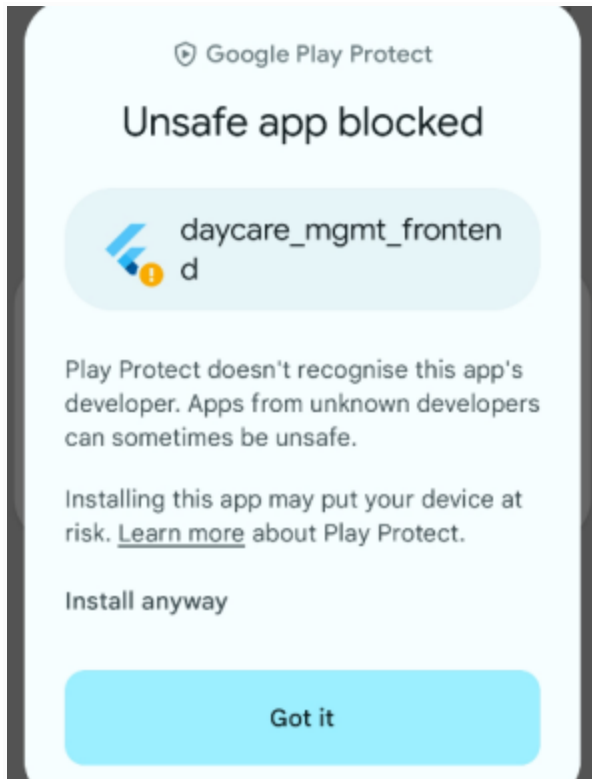 Google Play Protect
Unsafe app blocked
daycare_mgmt_fronten
d
Play Protect doesn't recognise this app's
developer. Apps from unknown developers
can sometimes be unsafe.
Installing this app may put your device at
risk. Learn more about Play Protect.
Install anyway
Got it